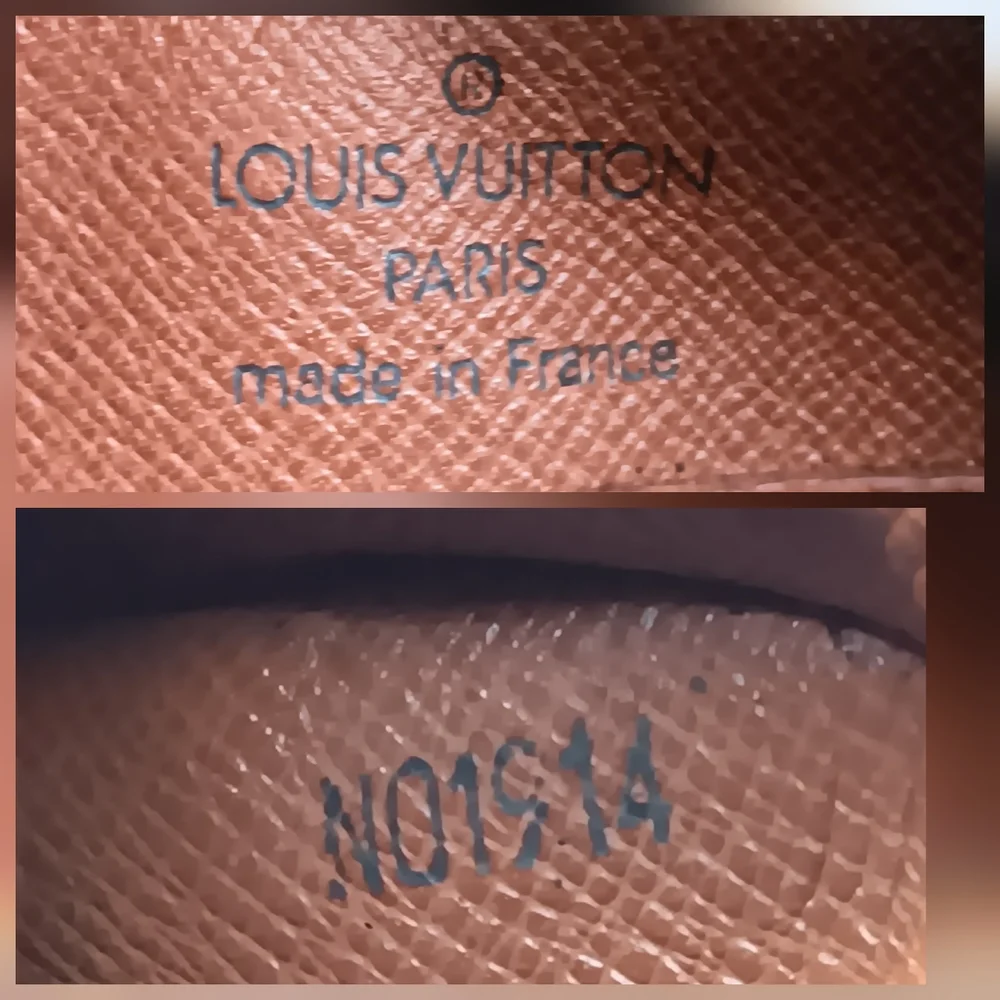 ®
LOUIS VUITTON
PARIS
made in France
NO1914